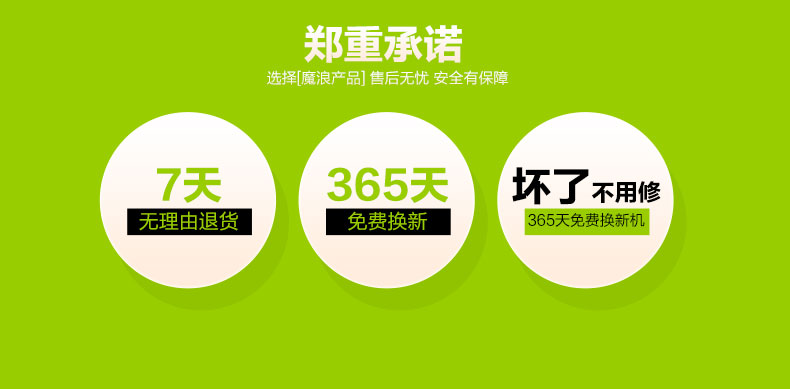 郑重承诺
选择[魔浪产品] 售后无忧 安全有保障
7天
无理由退货
365天
免费换新
坏了不用修
365天免费换新机